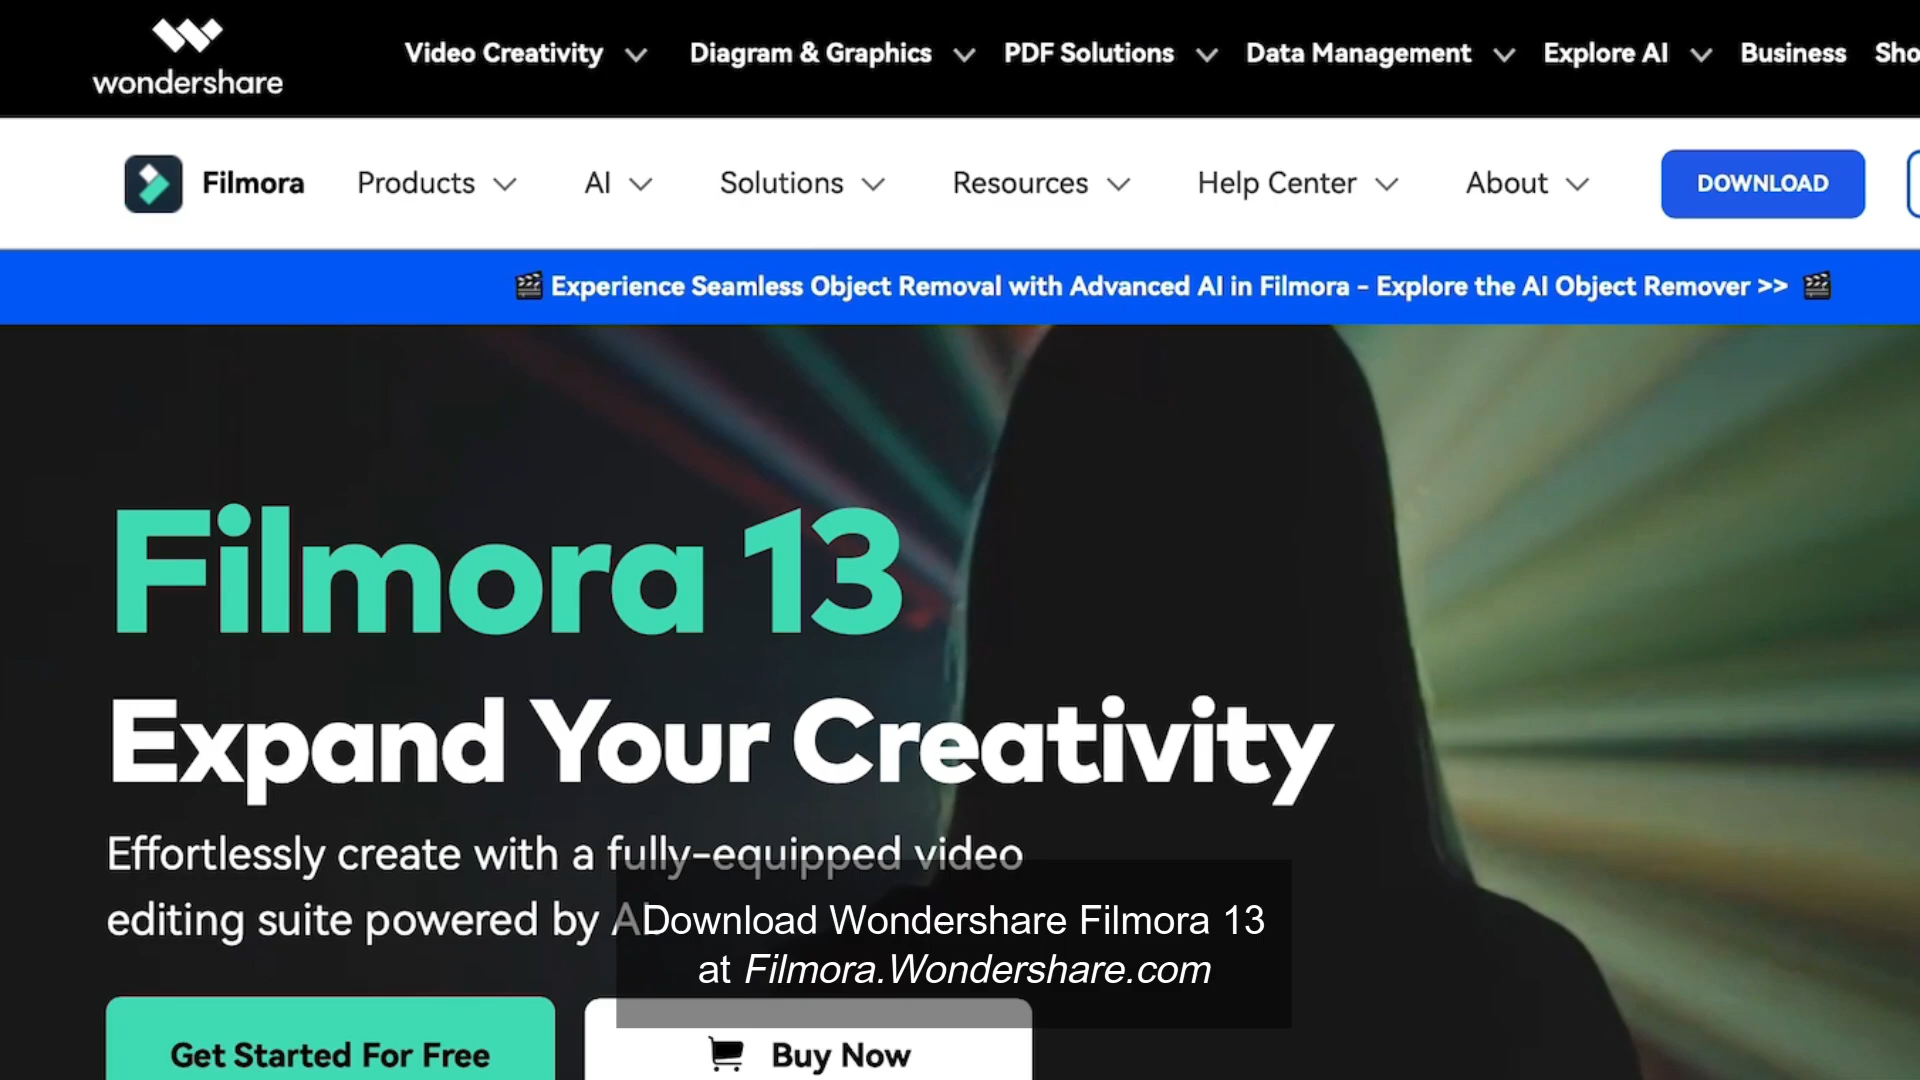 wondershare
Video Creativity Diagram & Graphics PDF Solutions Data Management Explore AI Business Sho
Filmora Products AI Solutions Resources Help Center About DOWNLOAD
Experience Seamless Object Removal with Advanced AI in Filmora - Explore the AI Object Remover >>
Filmora 13
Expand Your Creativity
Effortlessly create with a fully-equipped video
editing suite powered by AI
Download Wondershare Filmora 13
at Filmora.Wondershare.com
Get Started For Free Buy Now